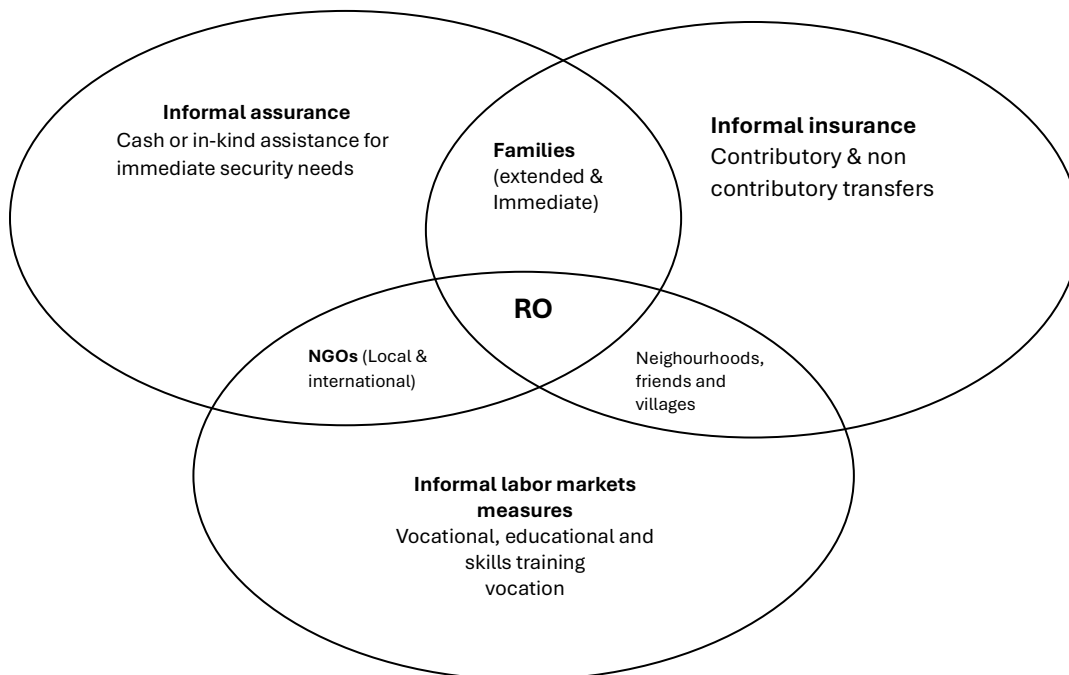 Informal assurance
Cash or in-kind assistance for
immediate security needs
Families
(extended &
Immediate)
Informal insurance
Contributory & non
contributory transfers
RO
NGOs (Local &
international)
Neighourhoods,
friends and
villages
Informal labor markets
measures
Vocational, educational and
skills training
vocation